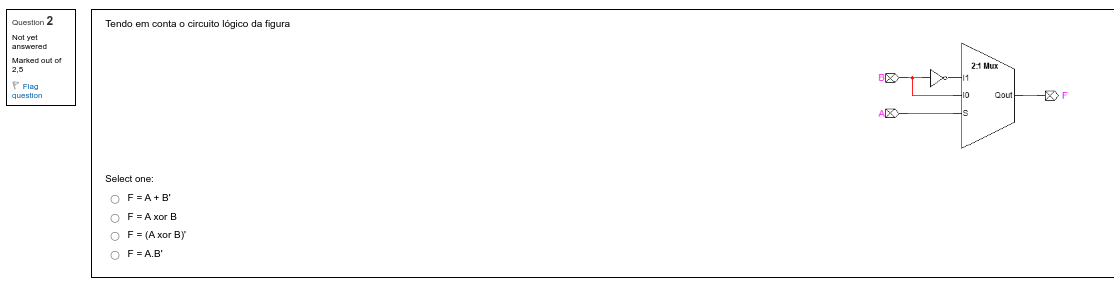 Question 2
Not yet
answered
Marked out of
2,5
Flag
question
Tendo em conta o circuito lógico da figura
2:1 Mux
B
I1
I0
Qout
F
A
S
Select one:
F = A + B'
F = A xor B
F = (A xor B)'
F = A.B'